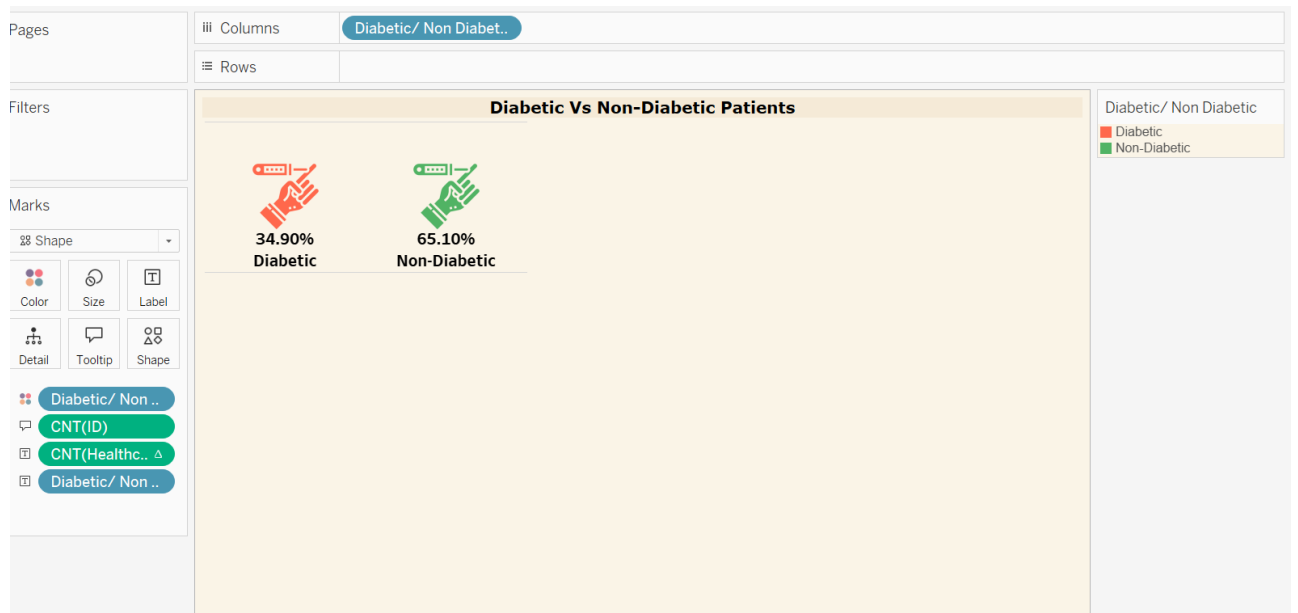 Pages
Columns
Diabetic/ Non Diabet..
Rows
Filters
Diabetic Vs Non-Diabetic Patients
34.90%
Diabetic
65.10%
Non-Diabetic
Diabetic/ Non Diabetic
Diabetic
Non-Diabetic
Marks
Shape
Color
Size
T
Label
Detail
Tooltip
Shape
Diabetic/ Non ..
CNT(ID)
T
CNT(Healthc.. Δ
T
Diabetic/ Non ..